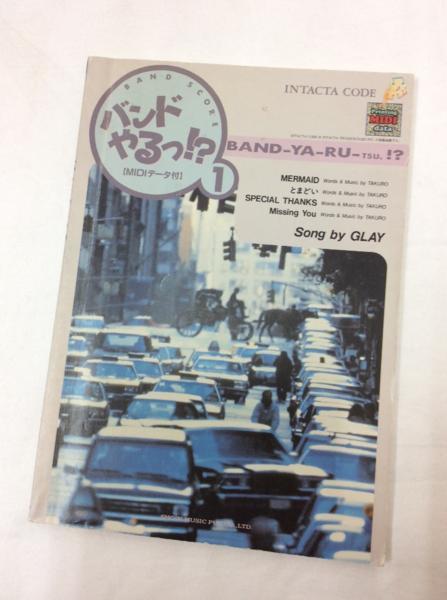 BAND SCORE
INTACTA CODE
バンド
やるっ!?
[MIDIデータ付]
1
Printing
MIDI
data
BAND-YA-RU-TSU. !?
MERMAID Words & Music by TAKURO
とまどい Words & Music by TAKURO
SPECIAL THANKS Words & Music by TAKURO
Missing You Words & Music by TAKURO
Song by GLAY